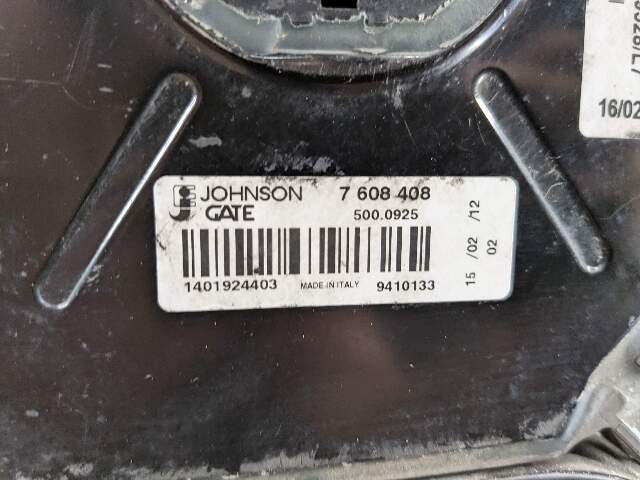 JOHNSON 7 608 408
GATE 500.0925
1401924403 MADE IN ITALY 9410133
15 /02 /12
02
16/02